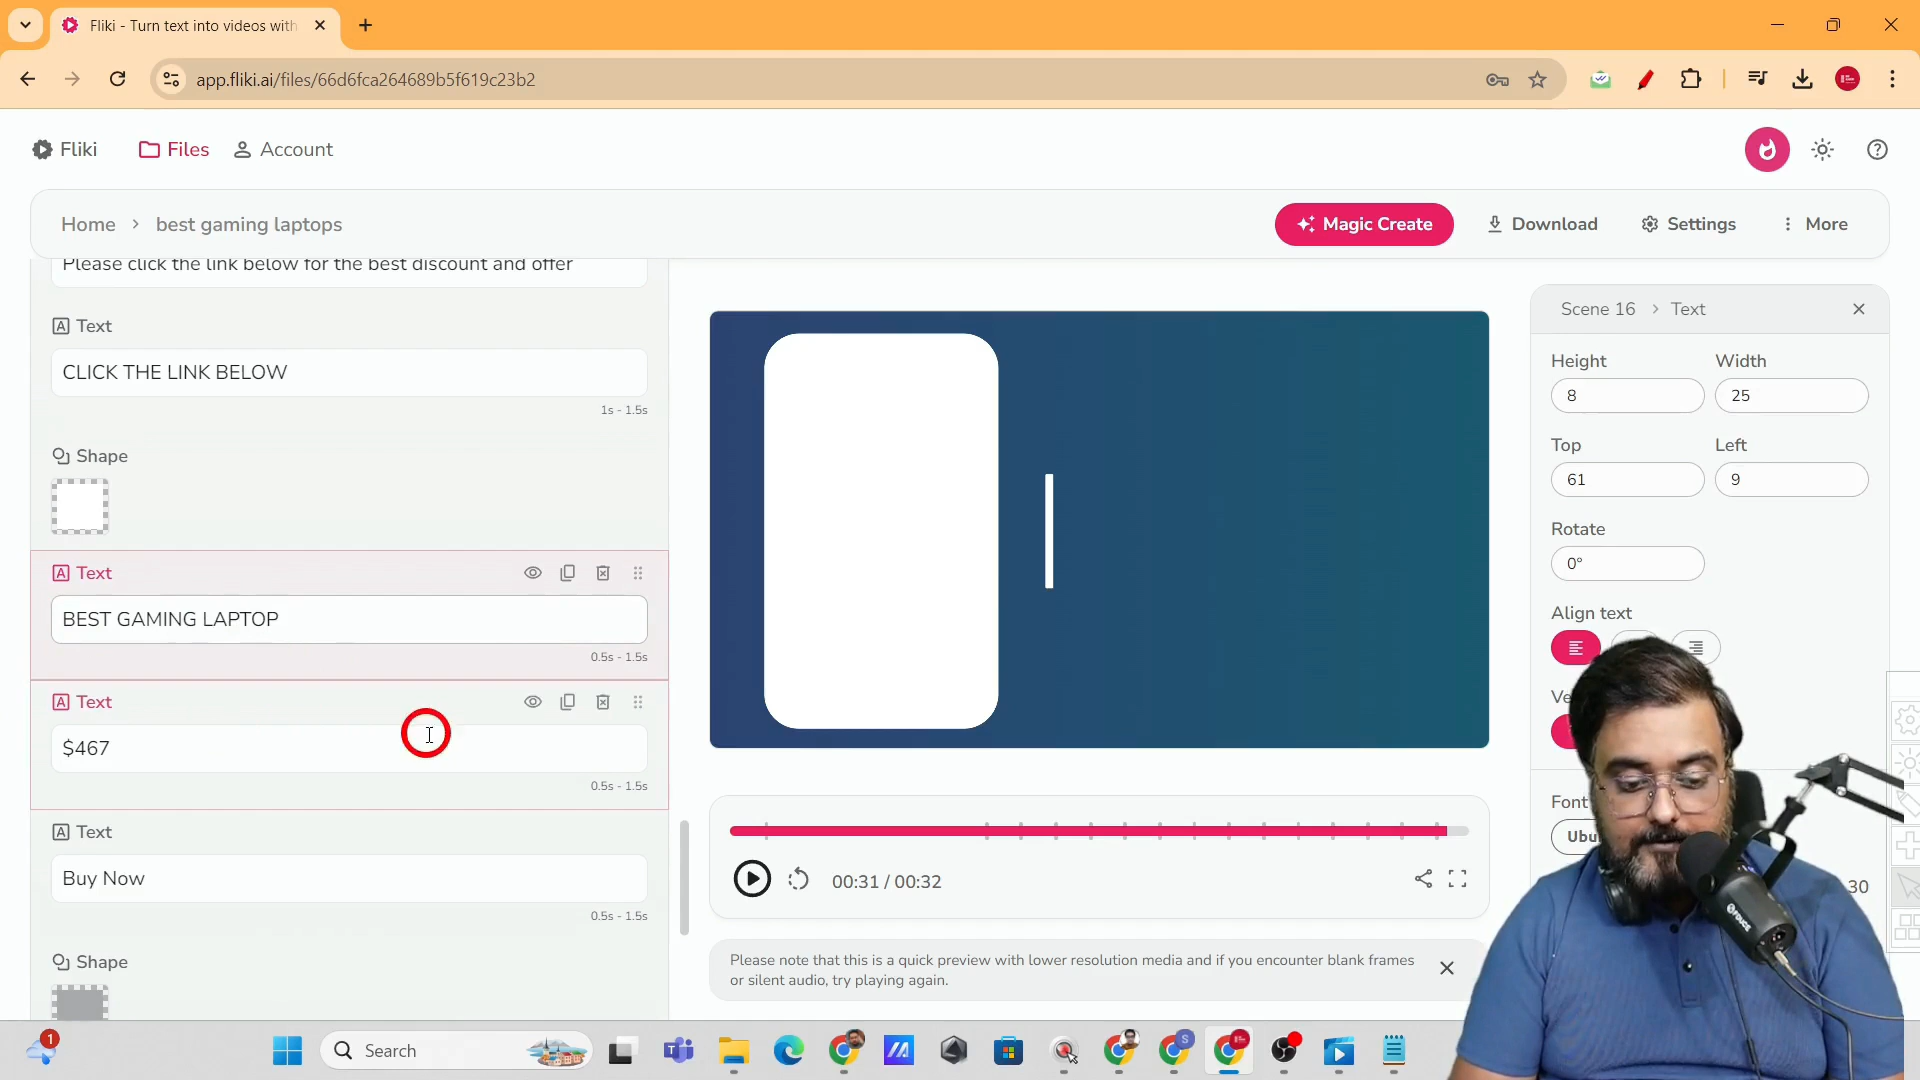 Fliki - Turn text into videos with
app.fliki.ai/files/66d6fca264689b5f619c23b2
Fliki
Files
Account
Home › best gaming laptops
Magic Create
Download
Settings
More
Please click the link below for the best discount and offer
Text
CLICK THE LINK BELOW
1s - 1.5s
Shape
Text
BEST GAMING LAPTOP
0.5s - 1.5s
Text
$467
0.5s - 1.5s
Text
Buy Now
0.5s - 1.5s
Shape
00:31 / 00:32
Please note that this is a quick preview with lower resolution media and if you encounter blank frames
or silent audio, try playing again.
Scene 16 › Text
Height
Width
8
25
Top
Left
61
9
Rotate
0°
Align text
Font
30
RODE
1
Search